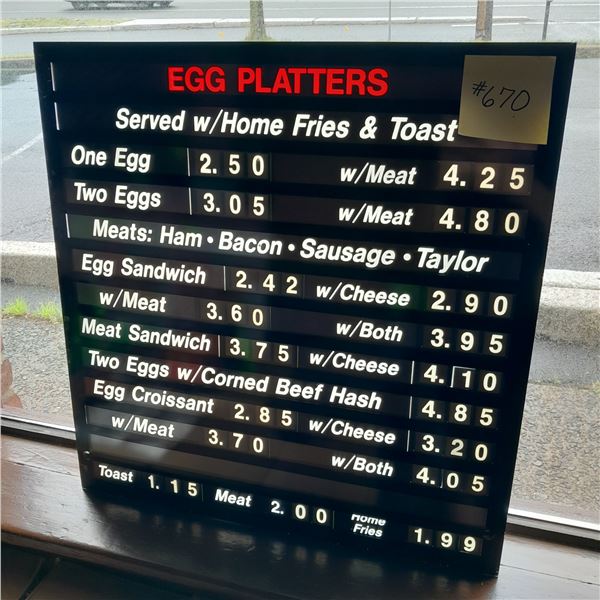 EGG PLATTERS
#670
Served w/Home Fries & Toast
One Egg 2.50 w/Meat 4.25
Two Eggs 3.05 w/Meat 4.80
Meats: Ham • Bacon • Sausage • Taylor
Egg Sandwich 2.42 w/Cheese 2.90
w/Meat 3.60 w/Both 3.95
Meat Sandwich 3.75 w/Cheese 4.10
Two Eggs w/Corned Beef Hash 4.85
Egg Croissant 2.85 w/Cheese 3.20
w/Meat 3.70 w/Both 4.05
Toast 1.15 Meat 2.00 Home Fries 1.99